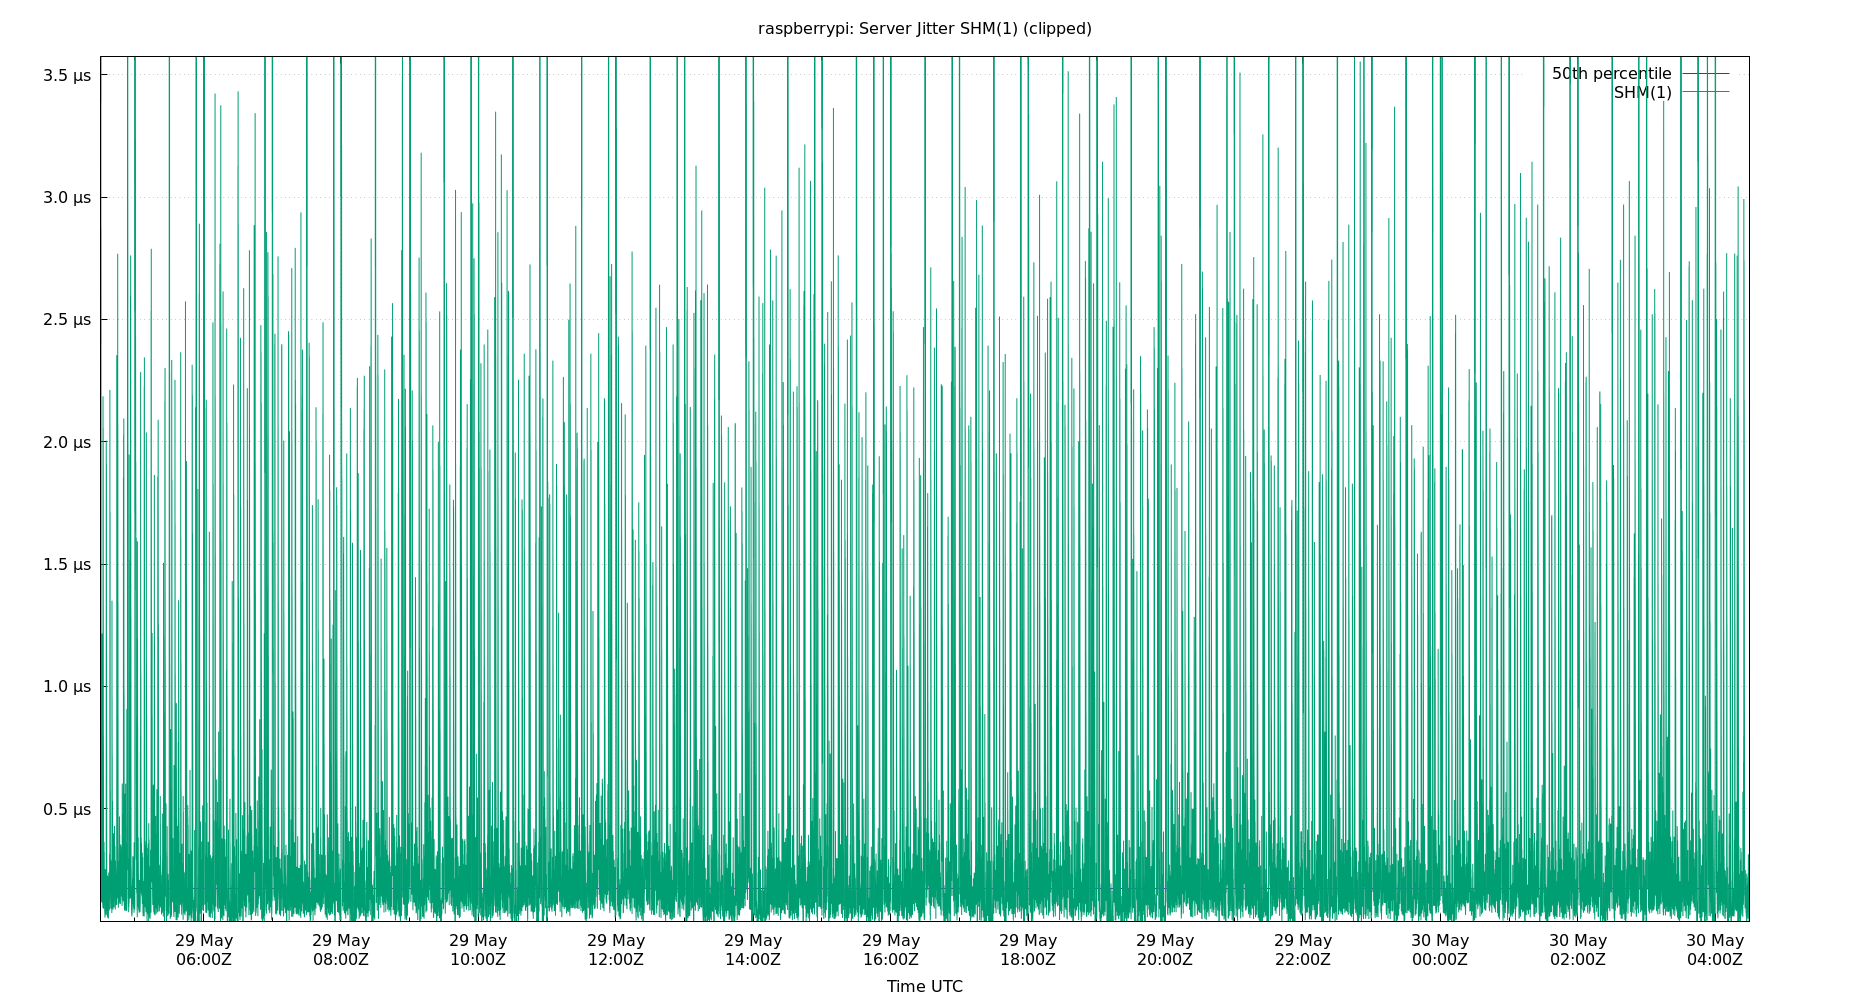 raspberrypi: Server Jitter SHM(1) (clipped)
3.5 µs
3.0 µs
2.5 µs
2.0 µs
1.5 µs
1.0 µs
0.5 µs
50th percentile
SHM(1)
29 May 29 May 29 May 29 May 29 May 29 May 29 May 29 May 29 May 30 May 30 May 30 May
06:00Z 08:00Z 10:00Z 12:00Z 14:00Z 16:00Z 18:00Z 20:00Z 22:00Z 00:00Z 02:00Z 04:00Z
Time UTC